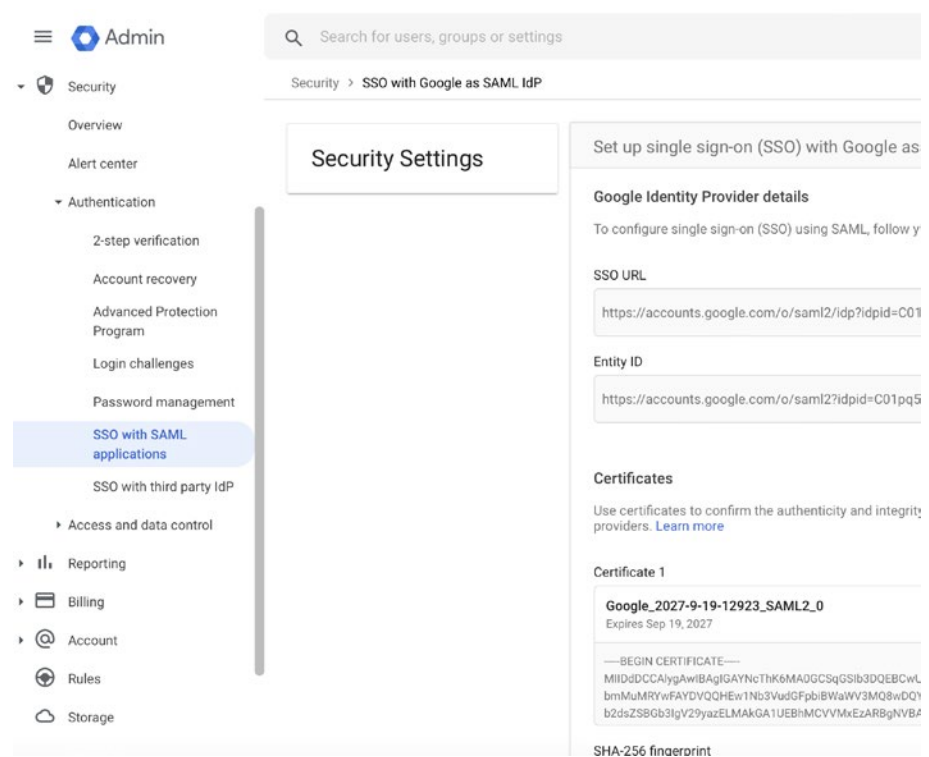 Admin
Search for users, groups or settings
Security
Overview
Alert center
Authentication
2-step verification
Account recovery
Advanced Protection
Program
Login challenges
Password management
SSO with SAML
applications
SSO with third party IdP
Access and data control
Reporting
Billing
Account
Rules
Storage
Security > SSO with Google as SAML IdP
Security Settings
Set up single sign-on (SSO) with Google as
Google Identity Provider details
To configure single sign-on (SSO) using SAML, follow y
SSO URL
https://accounts.google.com/o/saml2/idp?idpid=C01
Entity ID
https://accounts.google.com/o/saml2?idpid=C01pq5
Certificates
Use certificates to confirm the authenticity and integrity
providers. Learn more
Certificate 1
Google_2027-9-19-12923_SAML2_0
Expires Sep 19, 2027
-----BEGIN CERTIFICATE-----
SHA-256 fingerprint